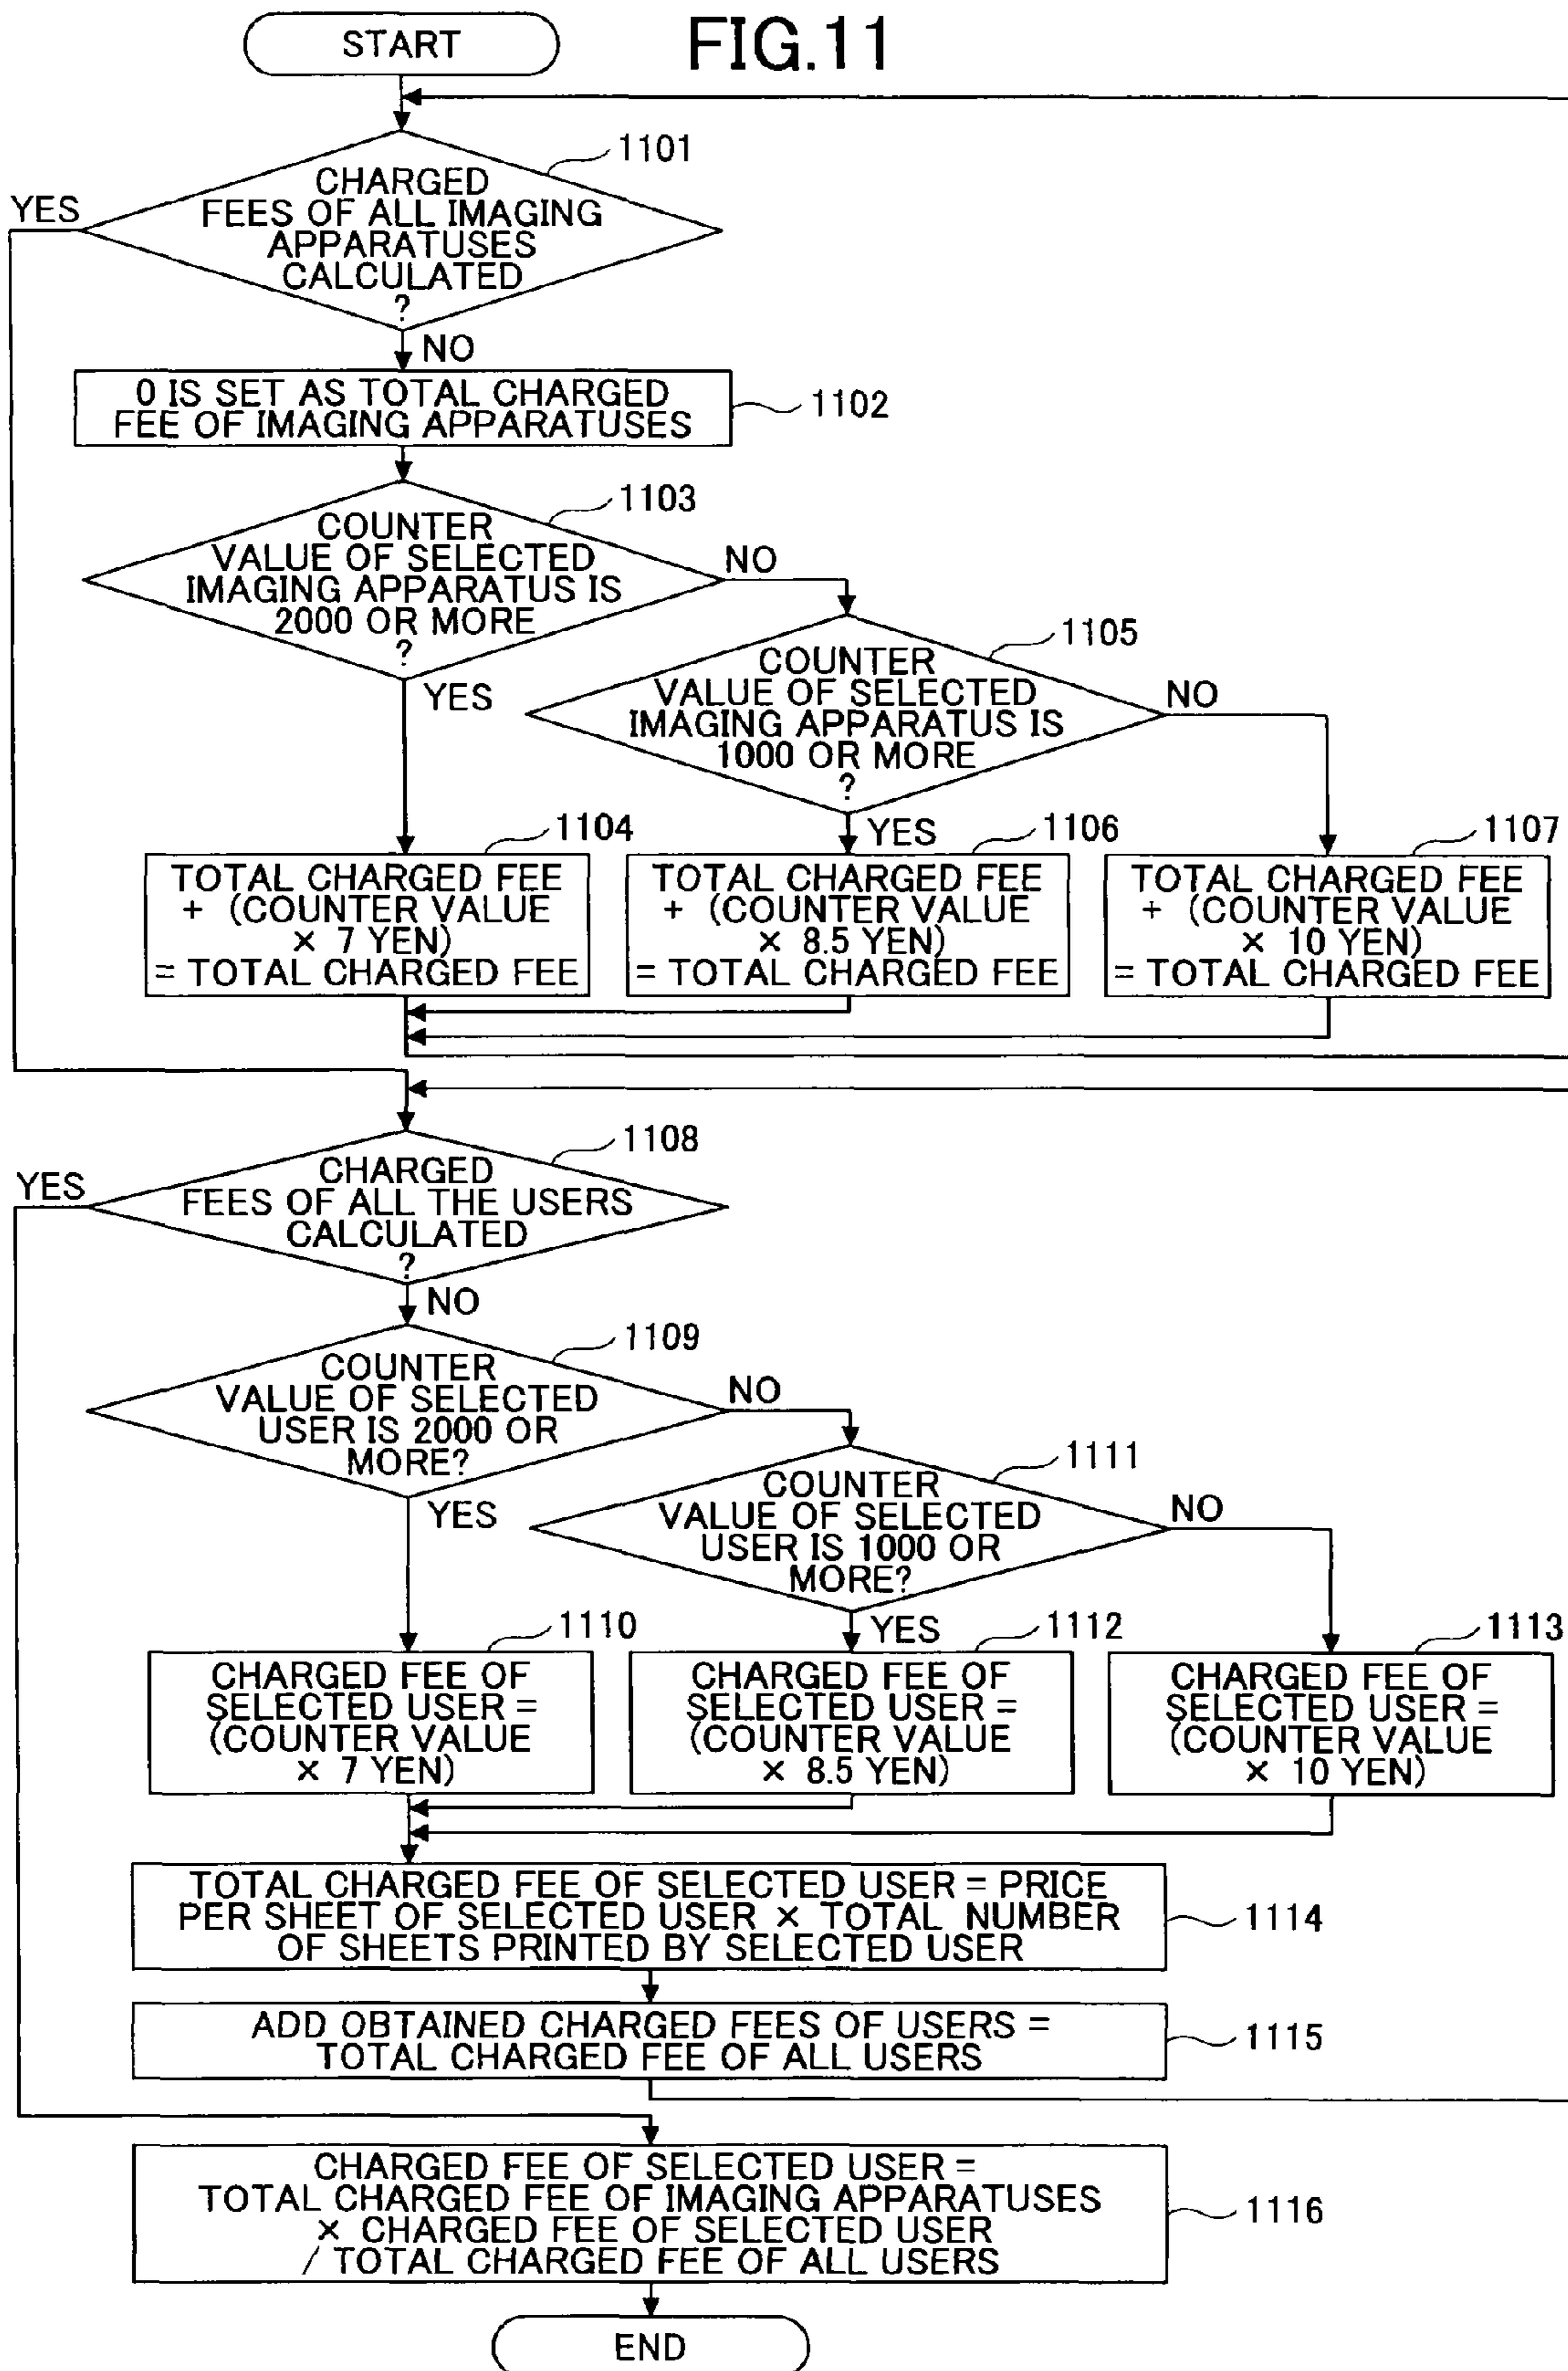 START
FIG.11
1101
CHARGED
FEES OF ALL IMAGING
APPARATUSES
CALCULATED
?
YES
NO
0 IS SET AS TOTAL CHARGED
FEE OF IMAGING APPARATUSES
1102
1103
COUNTER
VALUE OF SELECTED
IMAGING APPARATUS IS
2000 OR MORE
?
NO
YES
1105
COUNTER
VALUE OF SELECTED
IMAGING APPARATUS IS
1000 OR MORE
?
NO
YES
1104
TOTAL CHARGED FEE
+ (COUNTER VALUE
× 7 YEN)
= TOTAL CHARGED FEE
1106
TOTAL CHARGED FEE
+ (COUNTER VALUE
× 8.5 YEN)
= TOTAL CHARGED FEE
1107
TOTAL CHARGED FEE
+ (COUNTER VALUE
× 10 YEN)
= TOTAL CHARGED FEE
1108
CHARGED
FEES OF ALL THE USERS
CALCULATED
?
YES
NO
1109
COUNTER
VALUE OF SELECTED
USER IS 2000 OR
MORE?
NO
YES
1111
COUNTER
VALUE OF SELECTED
USER IS 1000 OR
MORE?
NO
YES
1110
CHARGED FEE OF
SELECTED USER =
(COUNTER VALUE
× 7 YEN)
1112
CHARGED FEE OF
SELECTED USER =
(COUNTER VALUE
× 8.5 YEN)
1113
CHARGED FEE OF
SELECTED USER =
(COUNTER VALUE
× 10 YEN)
TOTAL CHARGED FEE OF SELECTED USER = PRICE
PER SHEET OF SELECTED USER × TOTAL NUMBER
OF SHEETS PRINTED BY SELECTED USER
1114
ADD OBTAINED CHARGED FEES OF USERS =
TOTAL CHARGED FEE OF ALL USERS
1115
CHARGED FEE OF SELECTED USER =
TOTAL CHARGED FEE OF IMAGING APPARATUSES
× CHARGED FEE OF SELECTED USER
/ TOTAL CHARGED FEE OF ALL USERS
1116
END